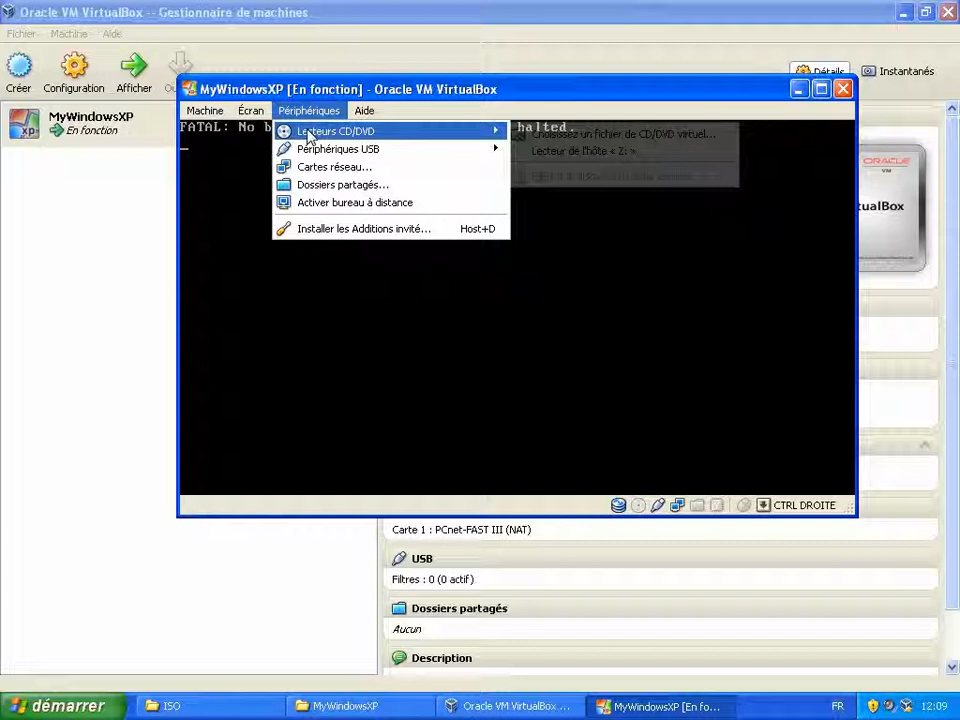 Oracle VM VirtualBox -- Gestionnaire de machines
Fichier Machine Aide
Créer Configuration Afficher
Détails Instantanés
MyWindowsXP
En fonction
MyWindowsXP [En fonction] - Oracle VM VirtualBox
Machine Écran Périphériques Aide
FATAL: No b halted.
Lecteurs CD/DVD
Choisissez un fichier de CD/DVD virtuel...
Lecteur de l'hôte « Z: »
Périphériques USB
Cartes réseau...
Dossiers partagés...
Activer bureau à distance
Installer les Additions invité... Host+D
ORACLE
VM
tualBox
CTRL DROITE
Carte 1 : PCnet-FAST III (NAT)
USB
Filtres : 0 (0 actif)
Dossiers partagés
Aucun
Description
démarrer ISO MyWindowsXP Oracle VM VirtualBox ... MyWindowsXP [En fo... FR 12:09